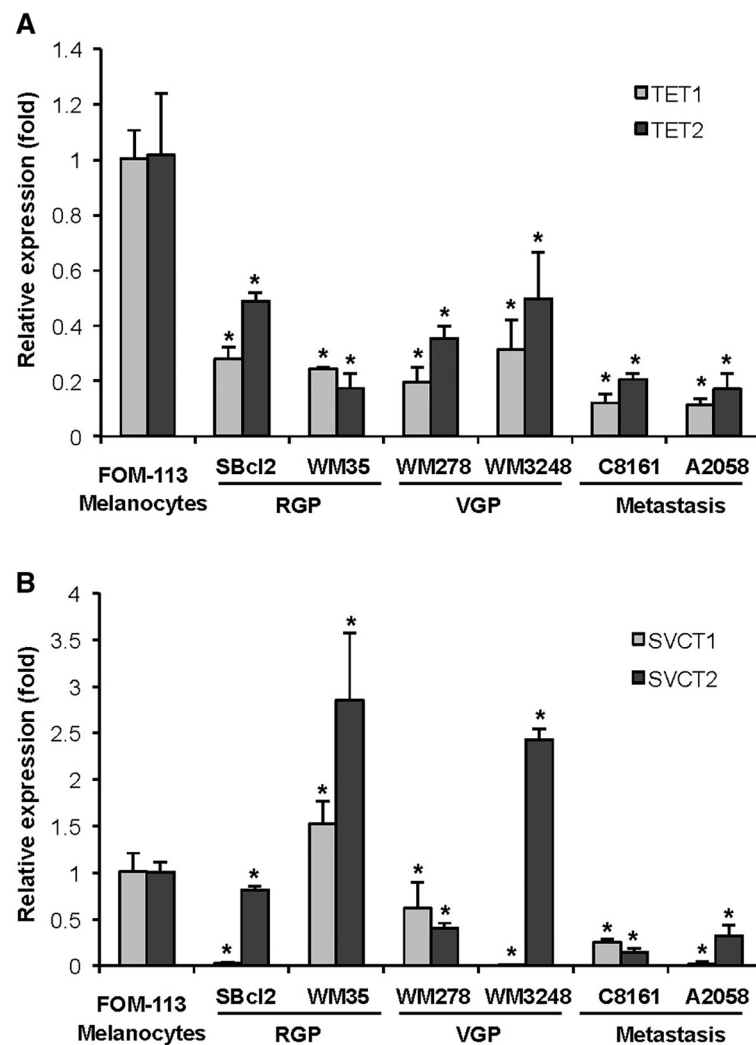 A
Relative expression (fold)
1.4
1.2
1
0.8
0.6
0.4
0.2
0
TET1
TET2
* * * * * * * * * * * *
FOM-113 SBcl2 WM35 WM278 WM3248 C8161 A2058
Melanocytes RGP VGP Metastasis
B
Relative expression (fold)
4
3.5
3
2.5
2
1.5
1
0.5
0
SVCT1
SVCT2
* * * * * * * * * * * *
FOM-113 SBcl2 WM35 WM278 WM3248 C8161 A2058
Melanocytes RGP VGP Metastasis